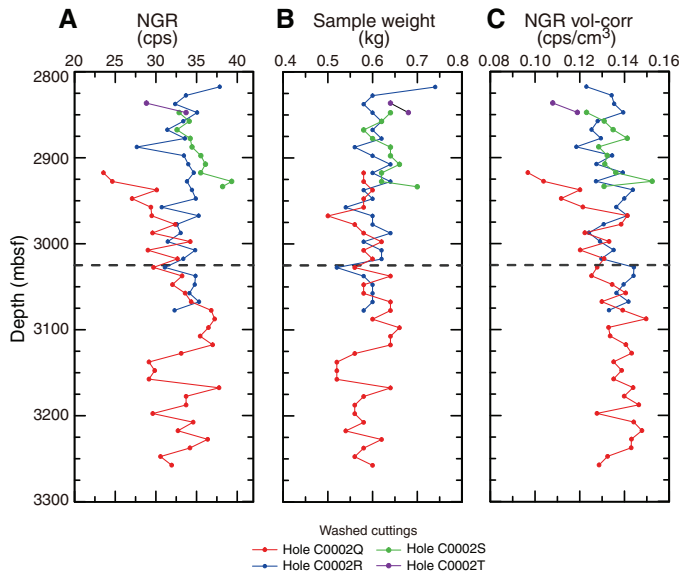 A NGR (cps)
B Sample weight (kg)
C NGR vol-corr (cps/cm³)
20 25 30 35 40
0.4 0.5 0.6 0.7 0.8
0.08 0.10 0.12 0.14 0.16
Depth (mbsf)
2800
2900
3000
3100
3200
3300
Washed cuttings
Hole C0002Q
Hole C0002S
Hole C0002R
Hole C0002T